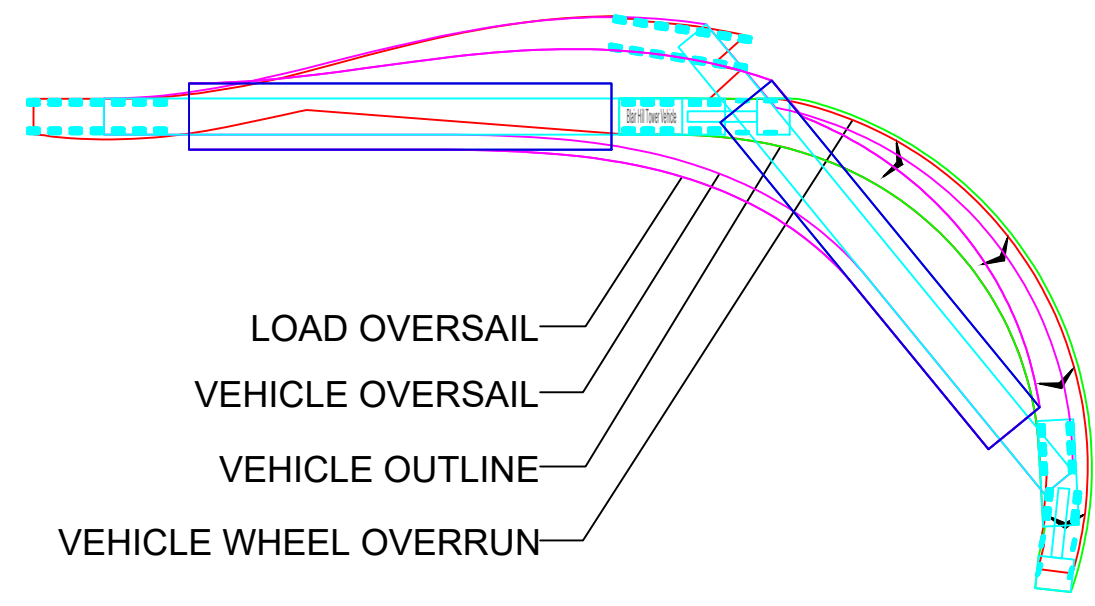 Blair Hill Tower Vehicle
LOAD OVERSAIL
VEHICLE OVERSAIL
VEHICLE OUTLINE
VEHICLE WHEEL OVERRUN